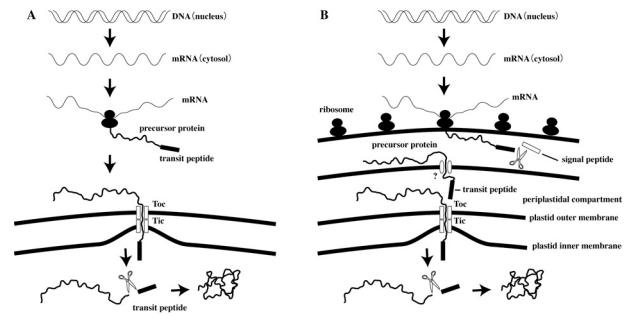 A
DNA(nucleus)
mRNA(cytosol)
mRNA
precursor protein
transit peptide
Toc
Tic
transit peptide
B
DNA(nucleus)
mRNA(cytosol)
mRNA
ribosome
precursor protein
signal peptide
?
transit peptide
periplastidal compartment
Toc
plastid outer membrane
Tic
plastid inner membrane